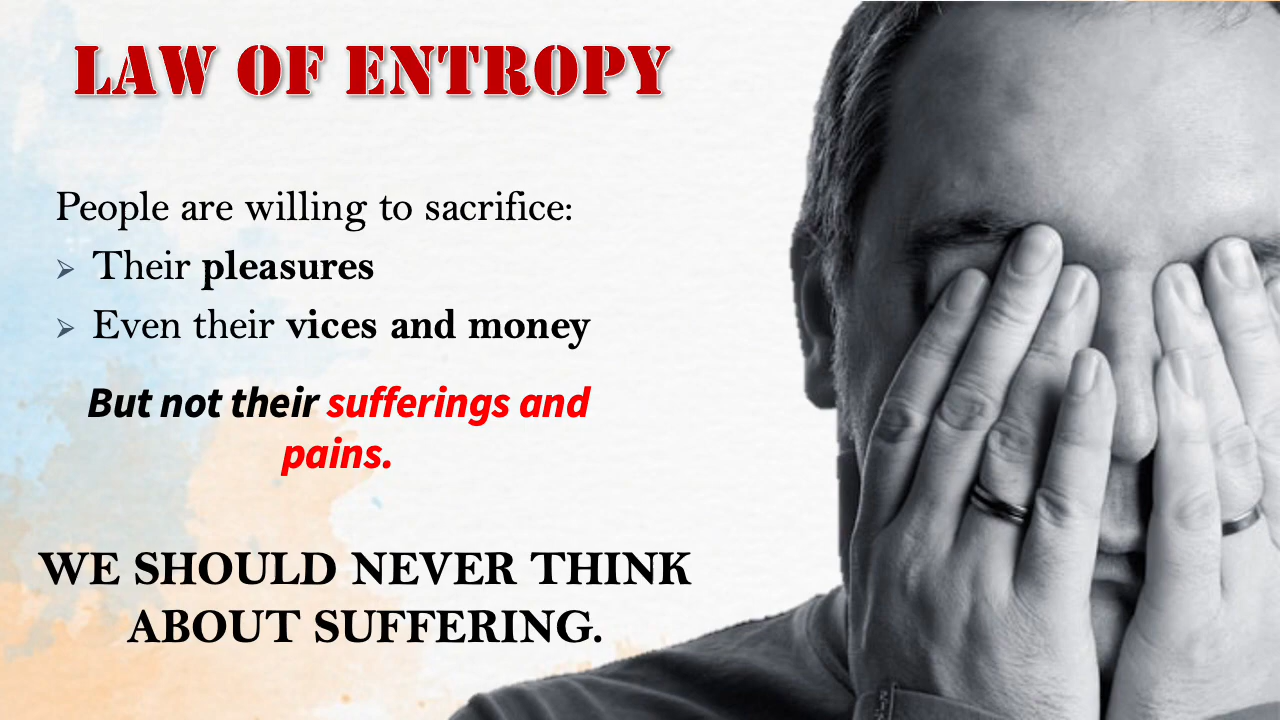 LAW OF ENTROPY
People are willing to sacrifice:
➢ Their pleasures
➢ Even their vices and money
But not their sufferings and
pains.
WE SHOULD NEVER THINK
ABOUT SUFFERING.